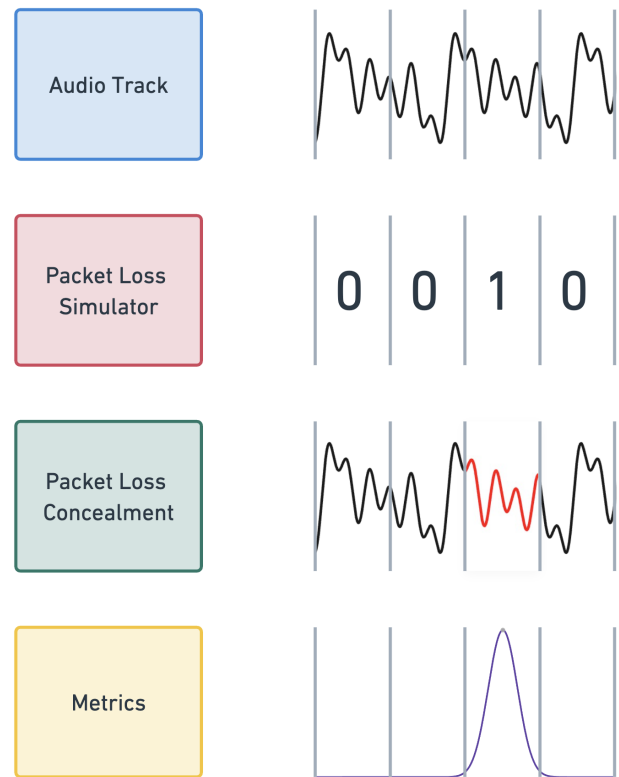 Audio Track
Packet Loss
Simulator
0 0 1 0
Packet Loss
Concealment
Metrics